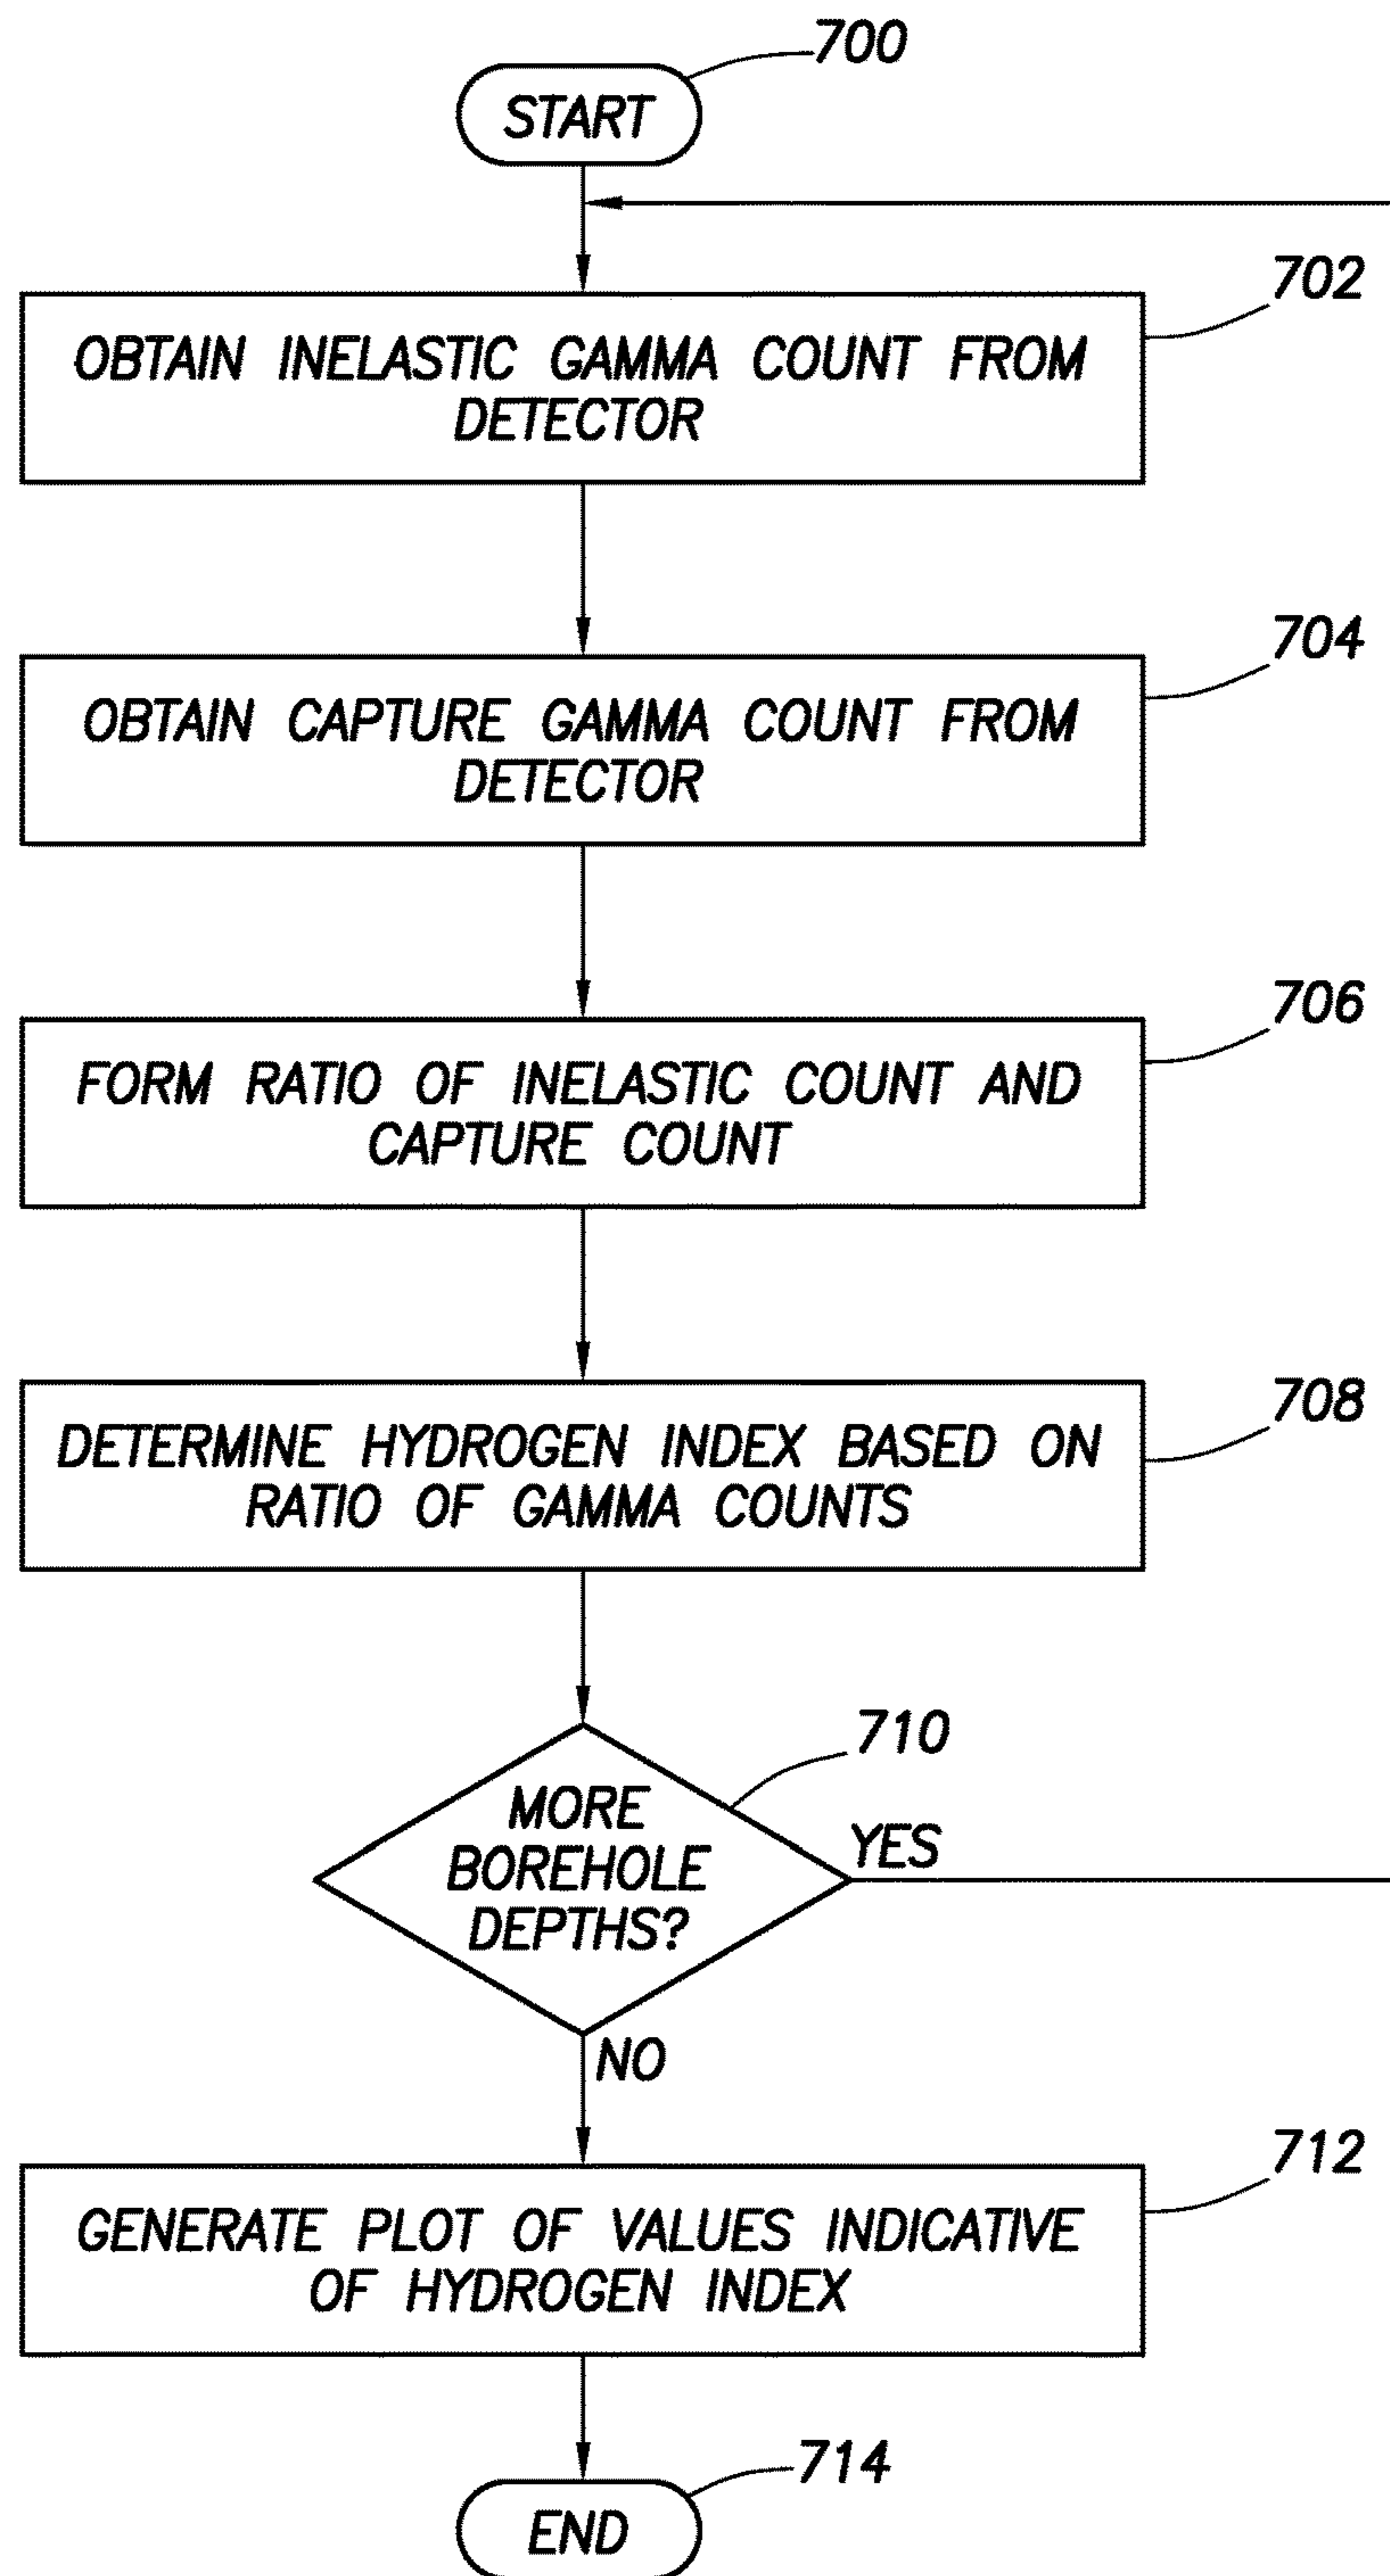 700
START
702
OBTAIN INELASTIC GAMMA COUNT FROM
DETECTOR
704
OBTAIN CAPTURE GAMMA COUNT FROM
DETECTOR
706
FORM RATIO OF INELASTIC COUNT AND
CAPTURE COUNT
708
DETERMINE HYDROGEN INDEX BASED ON
RATIO OF GAMMA COUNTS
710
MORE
BOREHOLE
DEPTHS?
YES
NO
712
GENERATE PLOT OF VALUES INDICATIVE
OF HYDROGEN INDEX
714
END